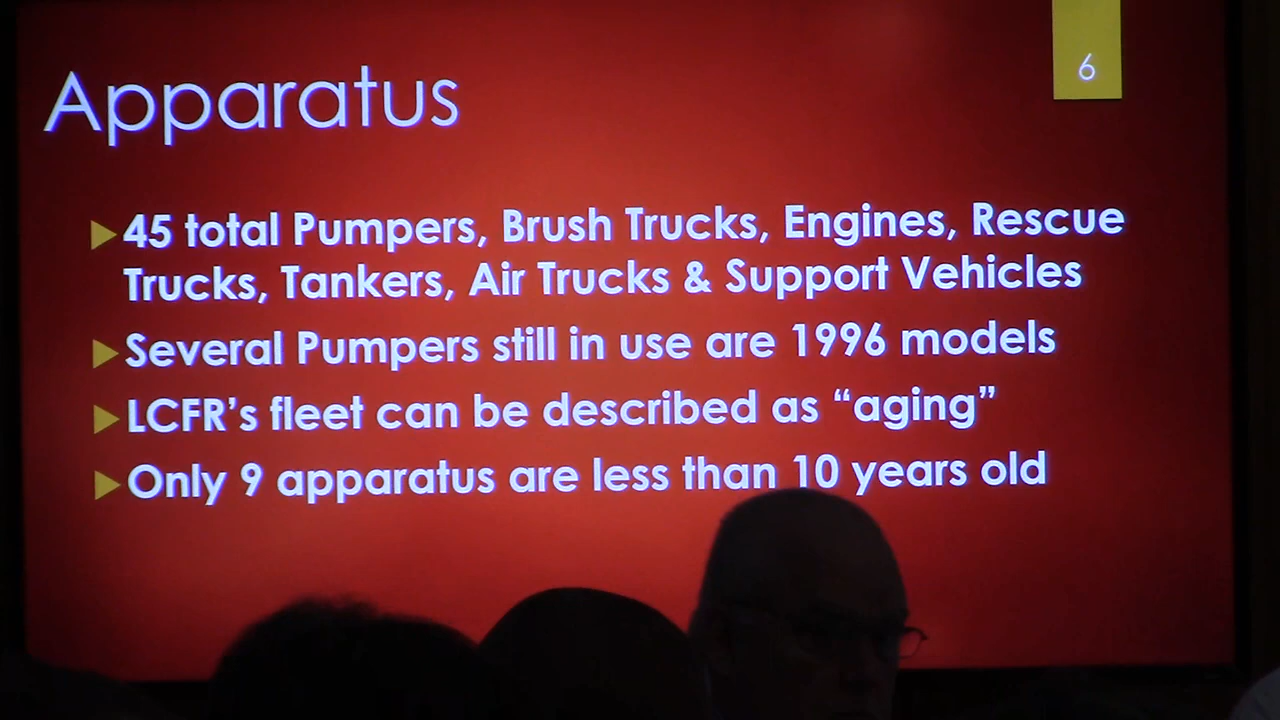 6
Apparatus
45 total Pumpers, Brush Trucks, Engines, Rescue
Trucks, Tankers, Air Trucks & Support Vehicles
Several Pumpers still in use are 1996 models
LCFR’s fleet can be described as “aging”
Only 9 apparatus are less than 10 years old